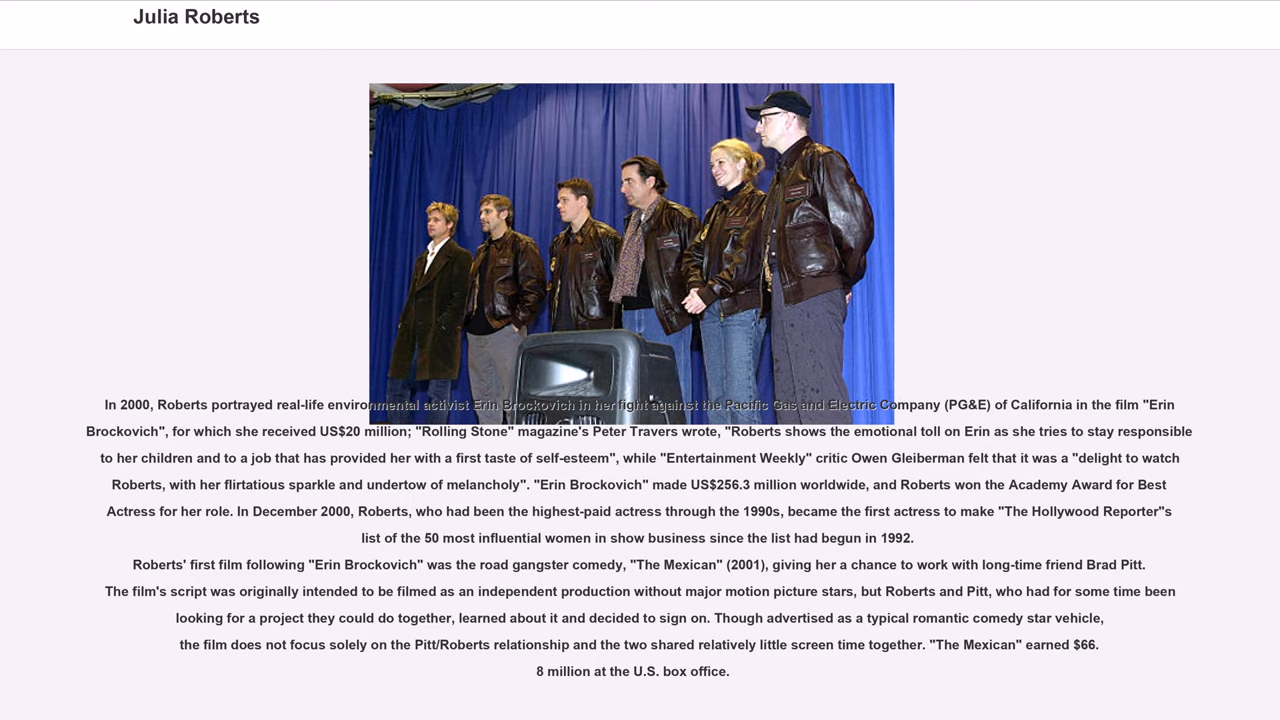 Julia Roberts
In 2000, Roberts portrayed real-life environmental activist Erin Brockovich in her fight against the Pacific Gas and Electric Company (PG&E) of California in the film "Erin
Brockovich", for which she received US$20 million; "Rolling Stone" magazine's Peter Travers wrote, "Roberts shows the emotional toll on Erin as she tries to stay responsible
to her children and to a job that has provided her with a first taste of self-esteem", while "Entertainment Weekly" critic Owen Gleiberman felt that it was a "delight to watch
Roberts, with her flirtatious sparkle and undertow of melancholy". "Erin Brockovich" made US$256.3 million worldwide, and Roberts won the Academy Award for Best
Actress for her role. In December 2000, Roberts, who had been the highest-paid actress through the 1990s, became the first actress to make "The Hollywood Reporter"s
list of the 50 most influential women in show business since the list had begun in 1992.
Roberts' first film following "Erin Brockovich" was the road gangster comedy, "The Mexican" (2001), giving her a chance to work with long-time friend Brad Pitt.
The film's script was originally intended to be filmed as an independent production without major motion picture stars, but Roberts and Pitt, who had for some time been
looking for a project they could do together, learned about it and decided to sign on. Though advertised as a typical romantic comedy star vehicle,
the film does not focus solely on the Pitt/Roberts relationship and the two shared relatively little screen time together. "The Mexican" earned $66.
8 million at the U.S. box office.